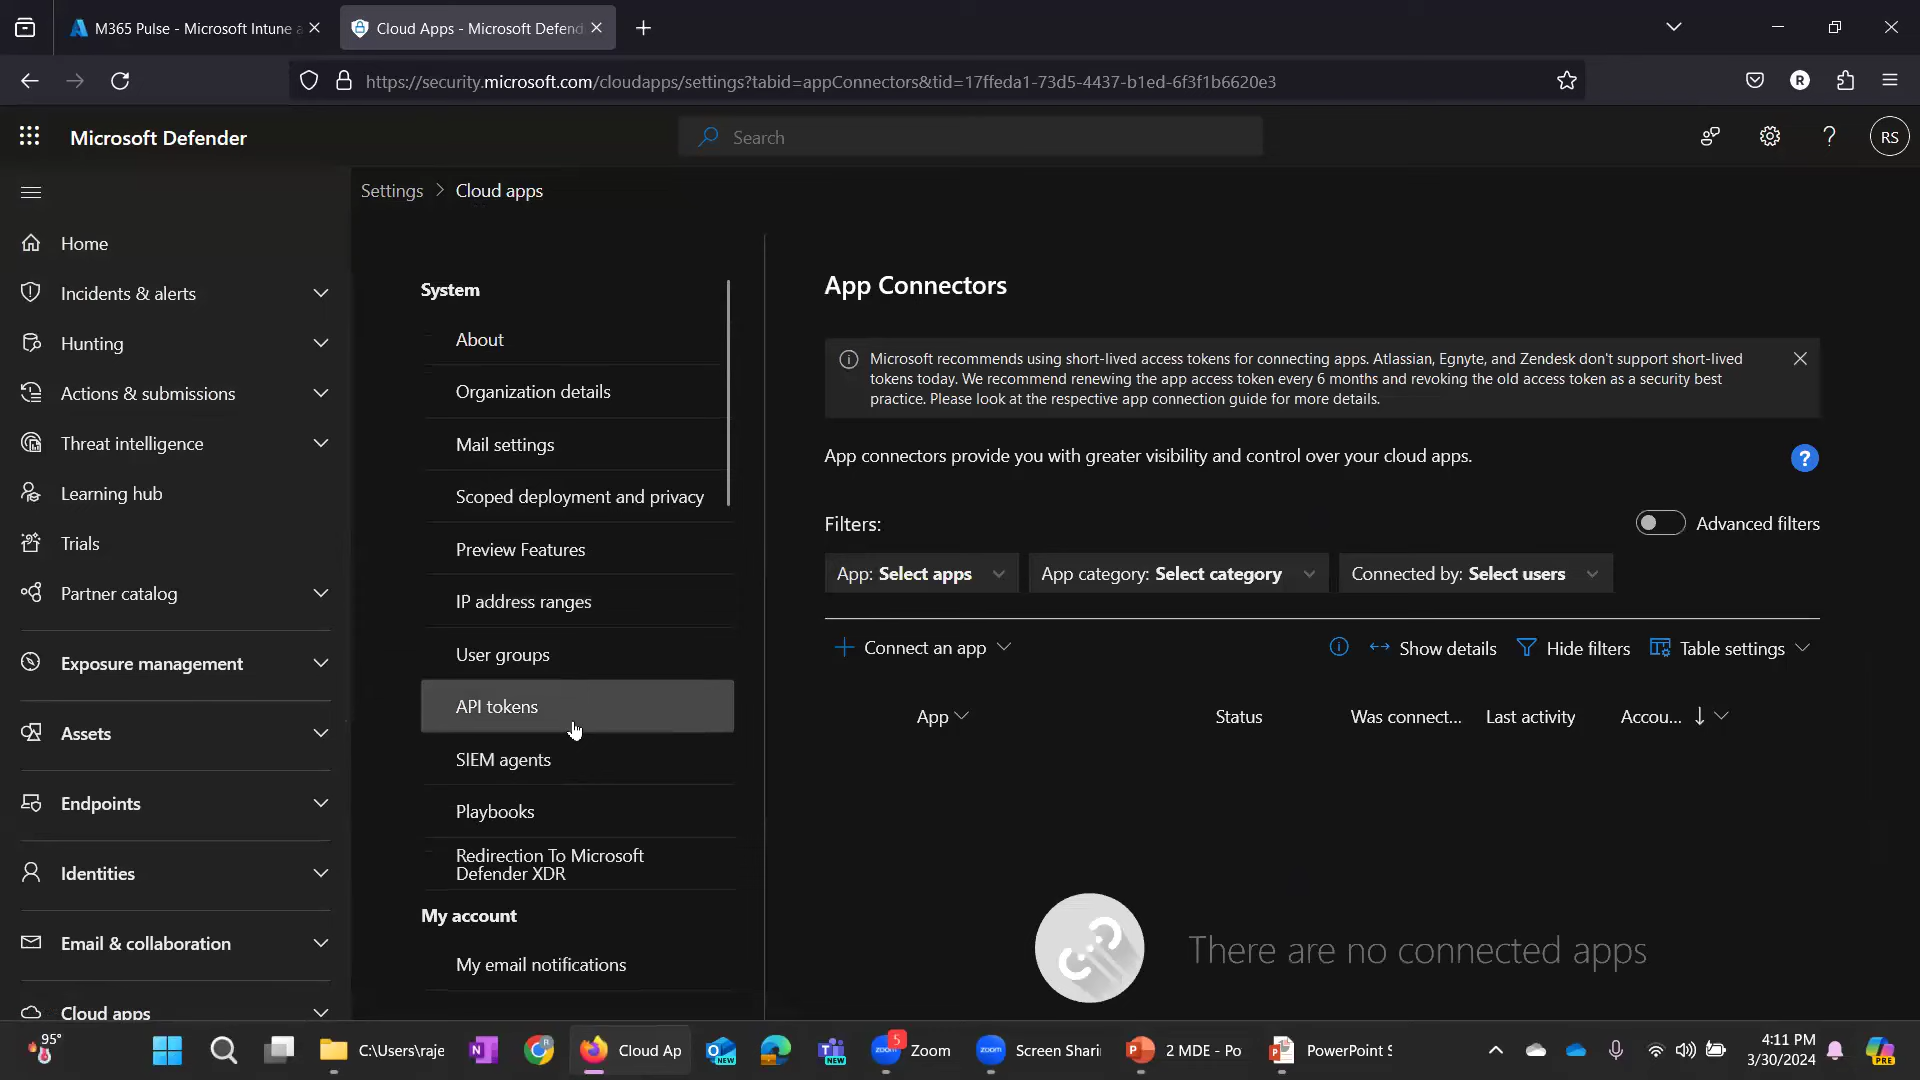 M365 Pulse - Microsoft Intune a
Cloud Apps - Microsoft Defend
https://security.microsoft.com/cloudapps/settings?tabid=appConnectors&tid=17ffeda1-73d5-4437-b1ed-6f3f1b6620e3
R
Microsoft Defender
Search
RS
Settings > Cloud apps
Home
Incidents & alerts
Hunting
Actions & submissions
Threat intelligence
Learning hub
Trials
Partner catalog
Exposure management
Assets
Endpoints
Identities
Email & collaboration
Cloud apps
System
About
Organization details
Mail settings
Scoped deployment and privacy
Preview Features
IP address ranges
User groups
API tokens
SIEM agents
Playbooks
Redirection To Microsoft
Defender XDR
My account
My email notifications
App Connectors
Microsoft recommends using short-lived access tokens for connecting apps. Atlassian, Egnyte, and Zendesk don't support short-lived
tokens today. We recommend renewing the app access token every 6 months and revoking the old access token as a security best
practice. Please look at the respective app connection guide for more details.
App connectors provide you with greater visibility and control over your cloud apps.
Filters:
Advanced filters
App: Select apps
App category: Select category
Connected by: Select users
Connect an app
Show details
Hide filters
Table settings
App
Status
Was connect...
Last activity
Accou...
There are no connected apps
95°
C:\Users\raje
Cloud Ap
NEW
NEW
zoom
5
Zoom
zoom
Screen Shari
2 MDE - Po
PowerPoint S
4:11 PM
3/30/2024
PRE